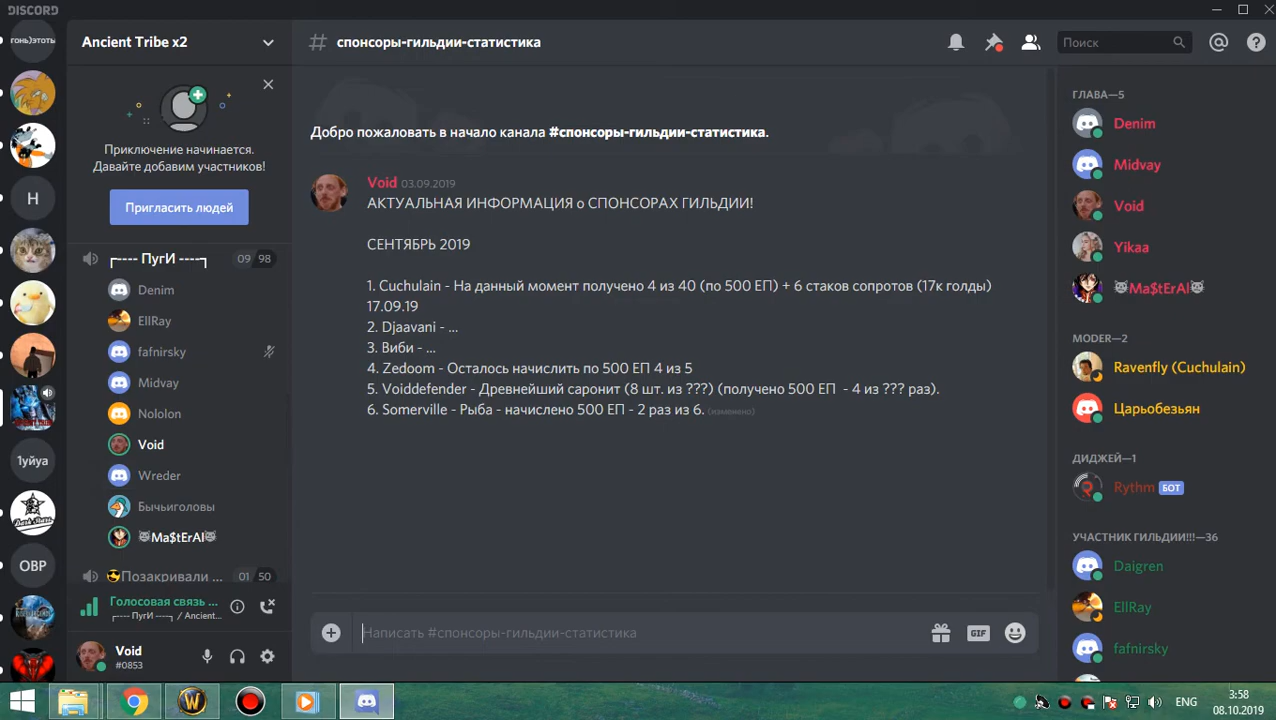 DISCORD
гонь)этоты
Ancient Tribe x2
# спонсоры-гильдии-статистика
Поиск
Приключение начинается.
Давайте добавим участников!
Пригласить людей
Н
1уйуа
OBP
┏---- ПугИ ----┓
09 98
Denim
EllRay
fafnirsky
Midvay
Nololon
Void
Wreder
Бычьиголовы
Ma$tErAl
Позакривали ...
01 50
Голосовая связь ...
┏---- ПугИ ----┓ / Ancient...
Void
#0853
Добро пожаловать в начало канала #спонсоры-гильдии-статистика.
Void 03.09.2019
АКТУАЛЬНАЯ ИНФОРМАЦИЯ о СПОНСОРАХ ГИЛЬДИИ!
СЕНТЯБРЬ 2019
1. Cuchulain - На данный момент получено 4 из 40 (по 500 ЕП) + 6 стаков сопротов (17к голды)
17.09.19
2. Djaavani - ...
3. Виби - ...
4. Zedoom - Осталось начислить по 500 ЕП 4 из 5
5. Voiddefender - Древнейший саронит (8 шт. из ???) (получено 500 ЕП - 4 из ??? раз).
6. Somerville - Рыба - начислено 500 ЕП - 2 раз из 6. (изменено)
Написать #спонсоры-гильдии-статистика
GIF
ГЛАВА—5
Denim
Midvay
Void
Yikaa
Ma$tErAl
MODER—2
Ravenfly (Cuchulain)
Царьобезьян
ДИДЖЕЙ—1
Rythm БОТ
УЧАСТНИК ГИЛЬДИИ!!!—36
Daigren
EllRay
fafnirsky
ENG
3:58
08.10.2019